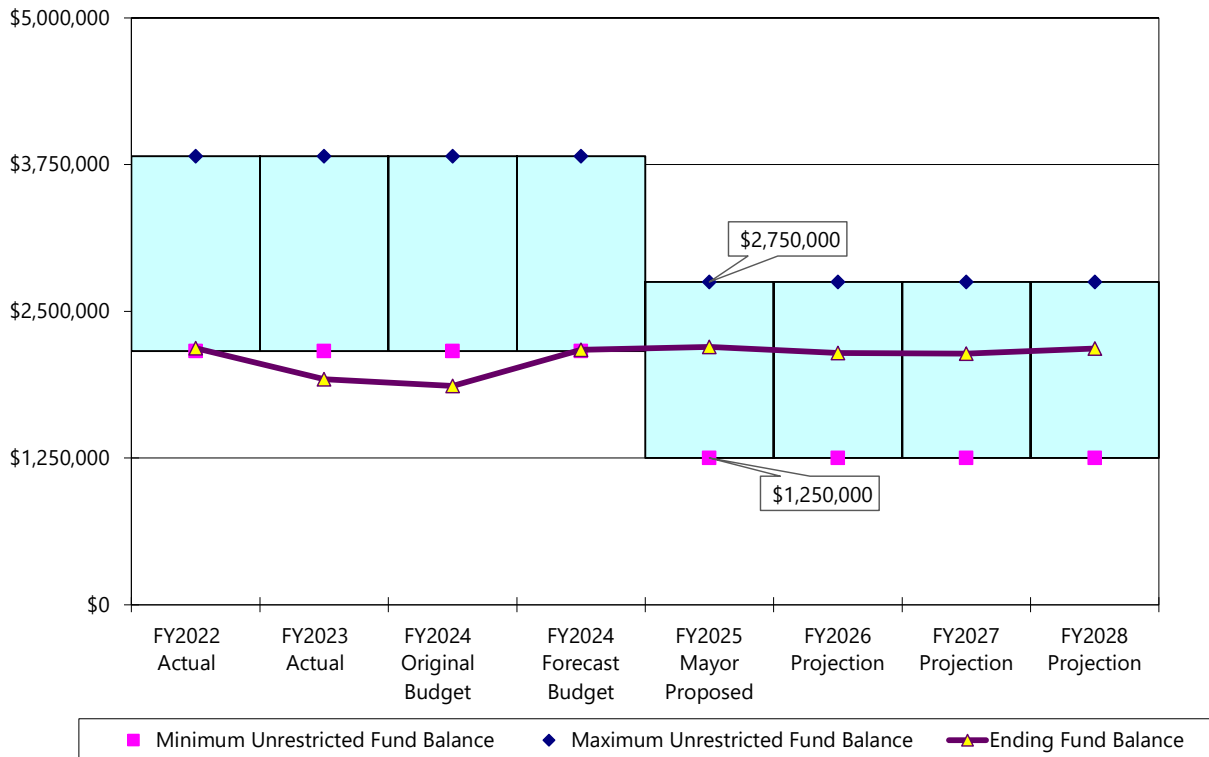 $5,000,000
$3,750,000
$2,750,000
$2,500,000
$1,250,000
$1,250,000
$0
FY2022 Actual
FY2023 Actual
FY2024 Original Budget
FY2024 Forecast Budget
FY2025 Mayor Proposed
FY2026 Projection
FY2027 Projection
FY2028 Projection
Minimum Unrestricted Fund Balance
Maximum Unrestricted Fund Balance
Ending Fund Balance